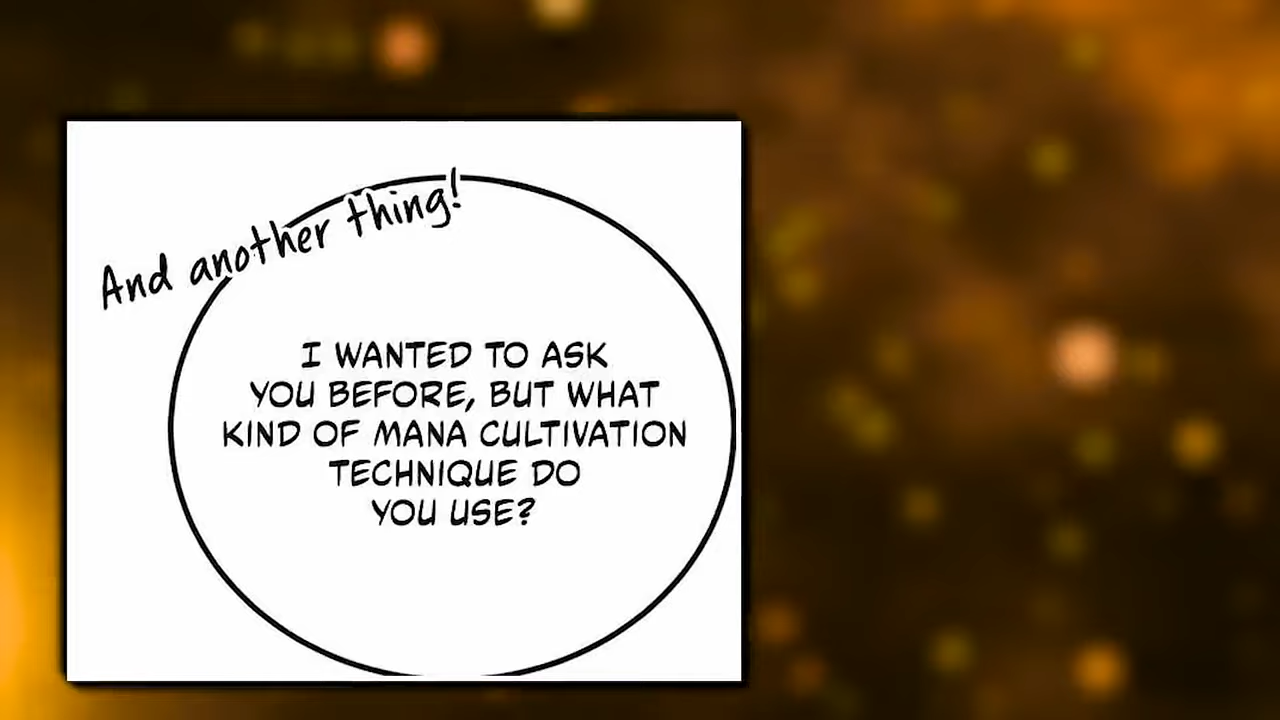 And another thing!
I WANTED TO ASK
YOU BEFORE, BUT WHAT
KIND OF MANA CULTIVATION
TECHNIQUE DO
YOU USE?